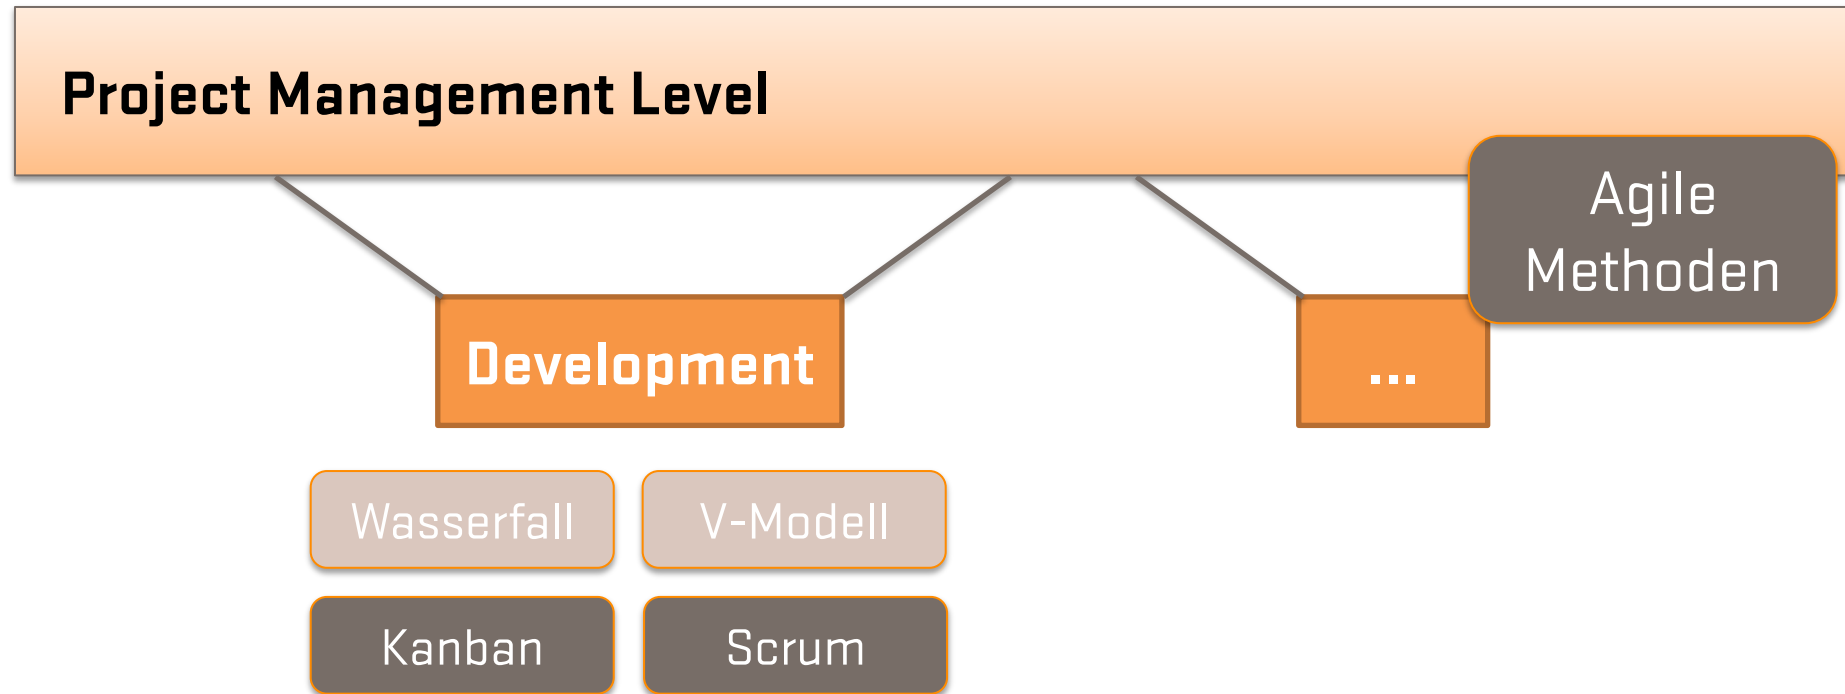 Project Management Level
Agile
Methoden
Development
...
Wasserfall
V-Modell
Kanban
Scrum